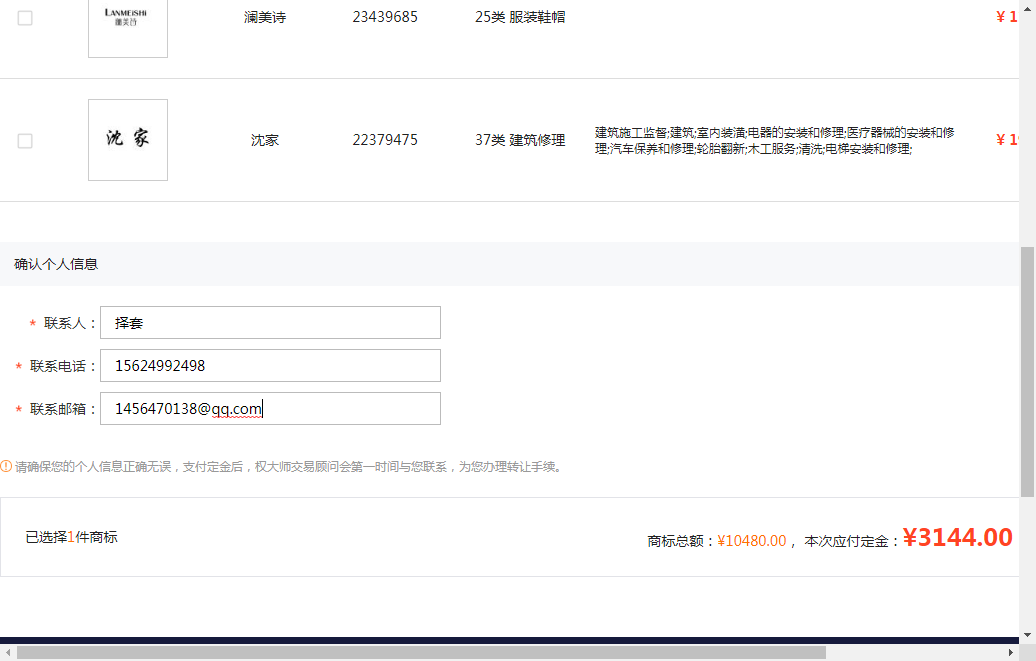 LANMEISHI
澜美诗
澜美诗 23439685 25类 服装鞋帽 ¥ 1
沈 家
沈家 22379475 37类 建筑修理 ¥ 1
建筑施工监督;建筑;室内装潢;电器的安装和修理;医疗器械的安装和修
理;汽车保养和修理;轮胎翻新;木工服务;清洗;电梯安装和修理;
确认个人信息
* 联系人： 择套
* 联系电话： 15624992498
* 联系邮箱： 1456470138@qq.com
请确保您的个人信息正确无误，支付定金后，权大师交易顾问会第一时间与您联系，为您办理转让手续。
已选择1件商标 商标总额：¥10480.00 ，本次应付定金：¥3144.00